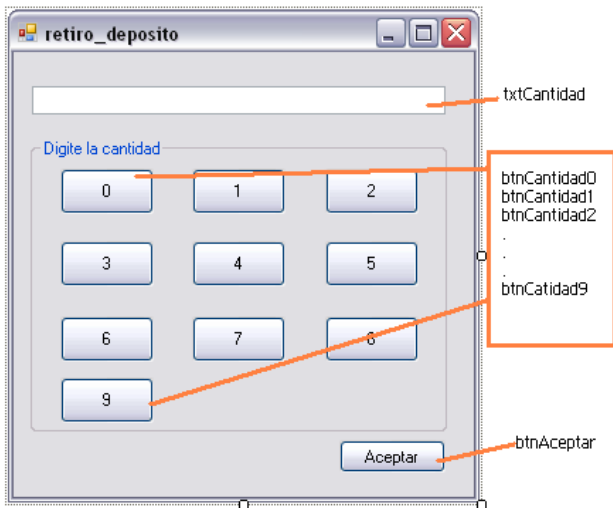 retiro_deposito
txtCantidad
Digite la cantidad
0 1 2
3 4 5
6 7 8
9
Aceptar
btnCantidad0
btnCantidad1
btnCantidad2
.
.
.
btnCatidad9
btnAceptar